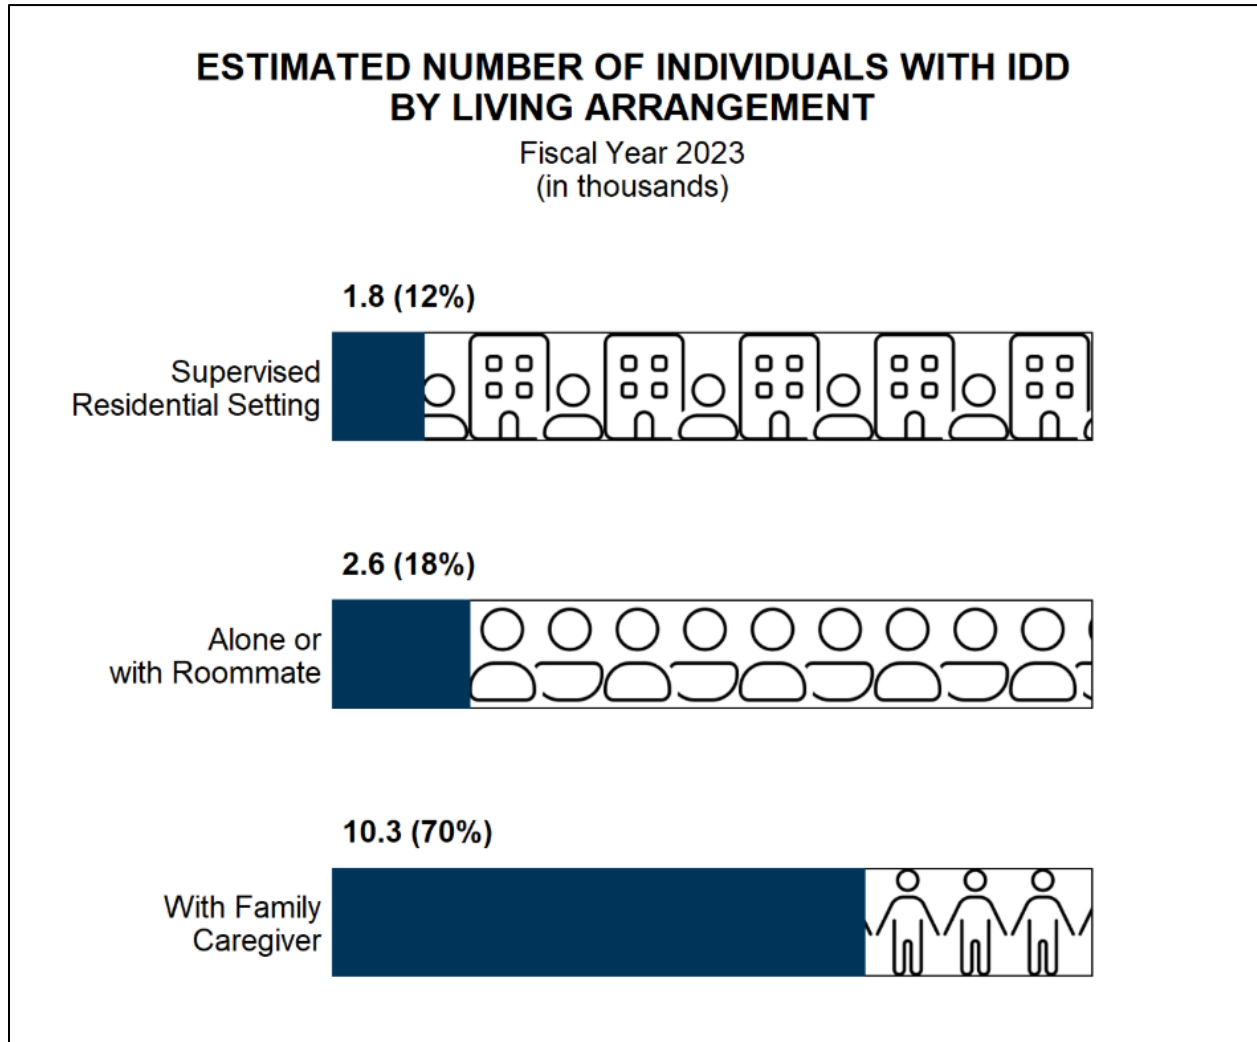 ESTIMATED NUMBER OF INDIVIDUALS WITH IDD
BY LIVING ARRANGEMENT
Fiscal Year 2023
(in thousands)
1.8 (12%)
Supervised
Residential Setting
2.6 (18%)
Alone or
with Roommate
10.3 (70%)
With Family
Caregiver